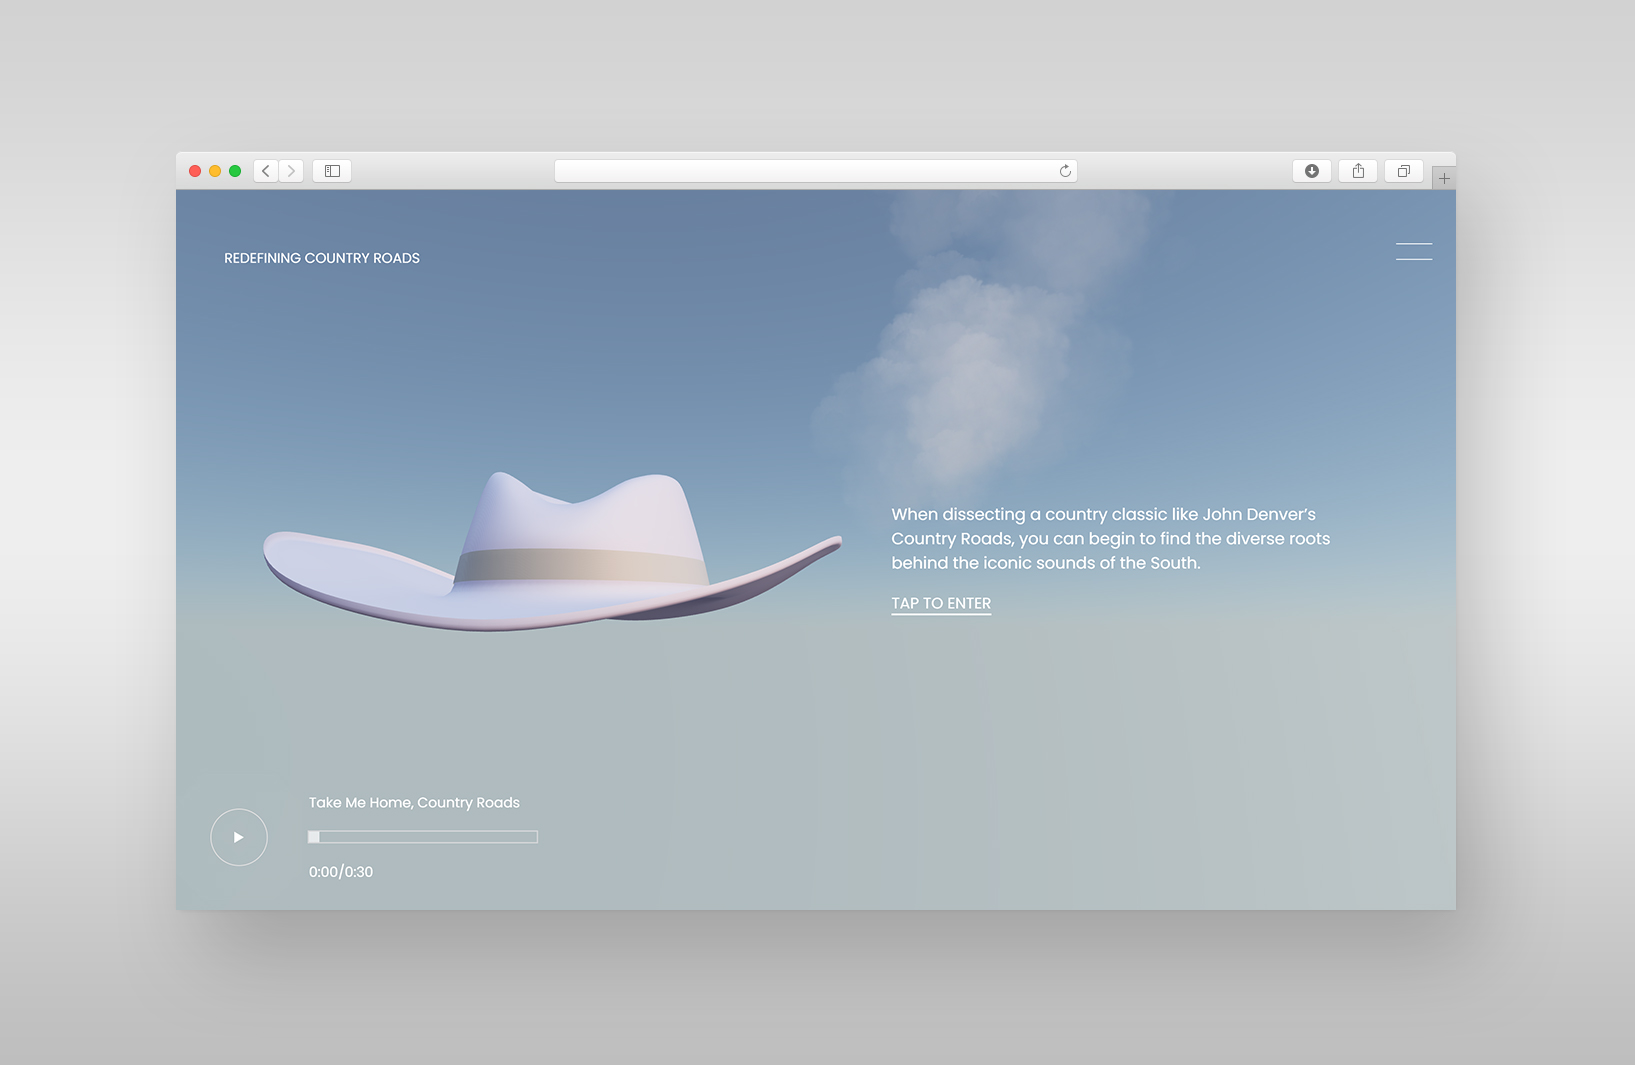 REDEFINING COUNTRY ROADS
When dissecting a country classic like John Denver’s
Country Roads, you can begin to find the diverse roots
behind the iconic sounds of the South.
TAP TO ENTER
Take Me Home, Country Roads
0:00/0:30